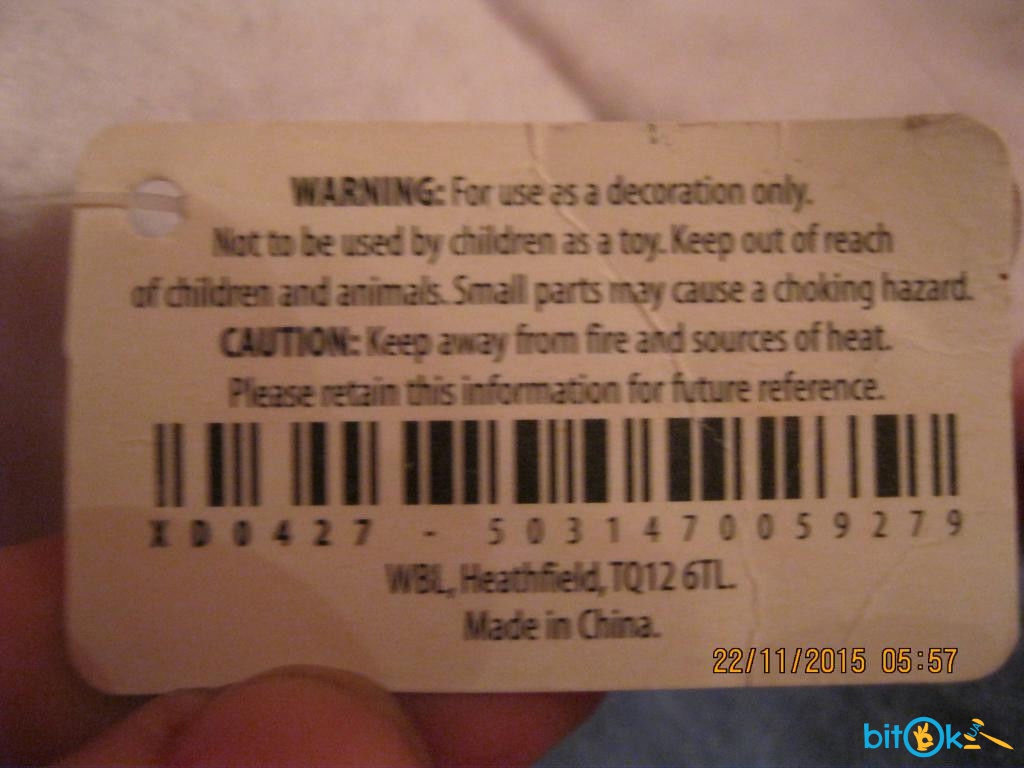 WARNING: For use as a decoration only.
Not to be used by children as a toy. Keep out of reach
of children and animals. Small parts may cause a choking hazard.
CAUTION: Keep away from fire and sources of heat.
Please retain this information for future reference.
XD0427 - 5031470059279
WBL, Heathfield, TQ12 6TL.
Made in China.
22/11/2015 05:57
bitOk UA